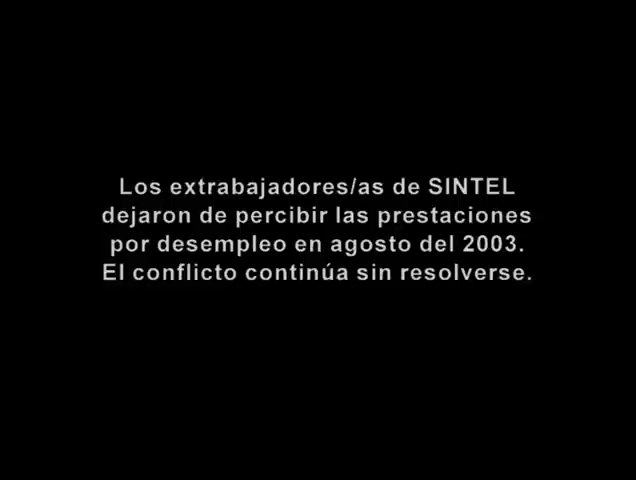 Los extrabajadores/as de SINTEL
dejaron de percibir las prestaciones
por desempleo en agosto del 2003.
El conflicto continúa sin resolverse.